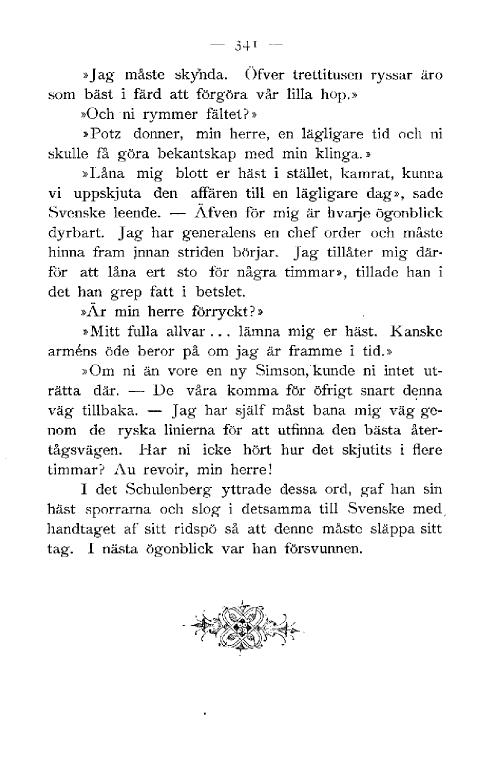 — 341 —
»Jag måste skynda. Öfver trettitusen ryssar äro
som bäst i färd att förgöra vår lilla hop.»
»Och ni rymmer fältet?»
»Potz donner, min herre, en lägligare tid och ni
skulle få göra bekantskap med min klinga.»
»Låna mig blott er häst i stället, kamrat, kunna
vi uppskjuta den affären till en lägligare dag», sade
Svenske leende. — Äfven för mig är hvarje ögonblick
dyrbart. Jag har generalens en chef order och måste
hinna fram jnnan striden börjar. Jag tillåter mig där-
för att låna ert sto för några timmar», tillade han i
det han grep fatt i betslet.
»Är min herre förryckt?»
»Mitt fulla allvar... lämna mig er häst. Kanske
arméns öde beror på om jag är framme i tid.»
»Om ni än vore en ny Simson, kunde ni intet ut-
rätta där. — De våra komma för öfrigt snart denna
väg tillbaka. — Jag har själf måst bana mig väg ge-
nom de ryska linierna för att utfinna den bästa åter-
tågsvägen. Har ni icke hört hur det skjutits i flere
timmar? Au revoir, min herre!
I det Schulenberg yttrade dessa ord, gaf han sin
häst sporrarna och slog i detsamma till Svenske med
handtaget af sitt ridspö så att denne måste släppa sitt
tag. I nästa ögonblick var han försvunnen.